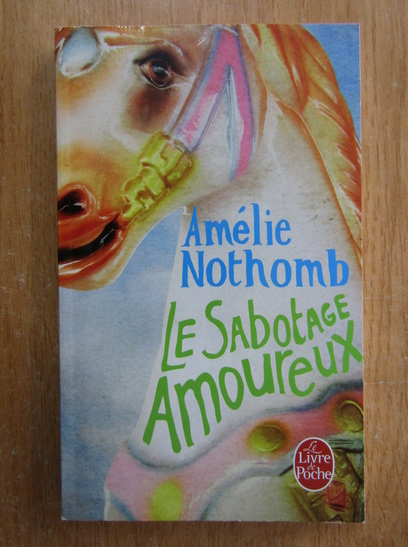 Amélie
Nothomb
Le Sabotage
Amoureux
Le
Livre
de
Poche